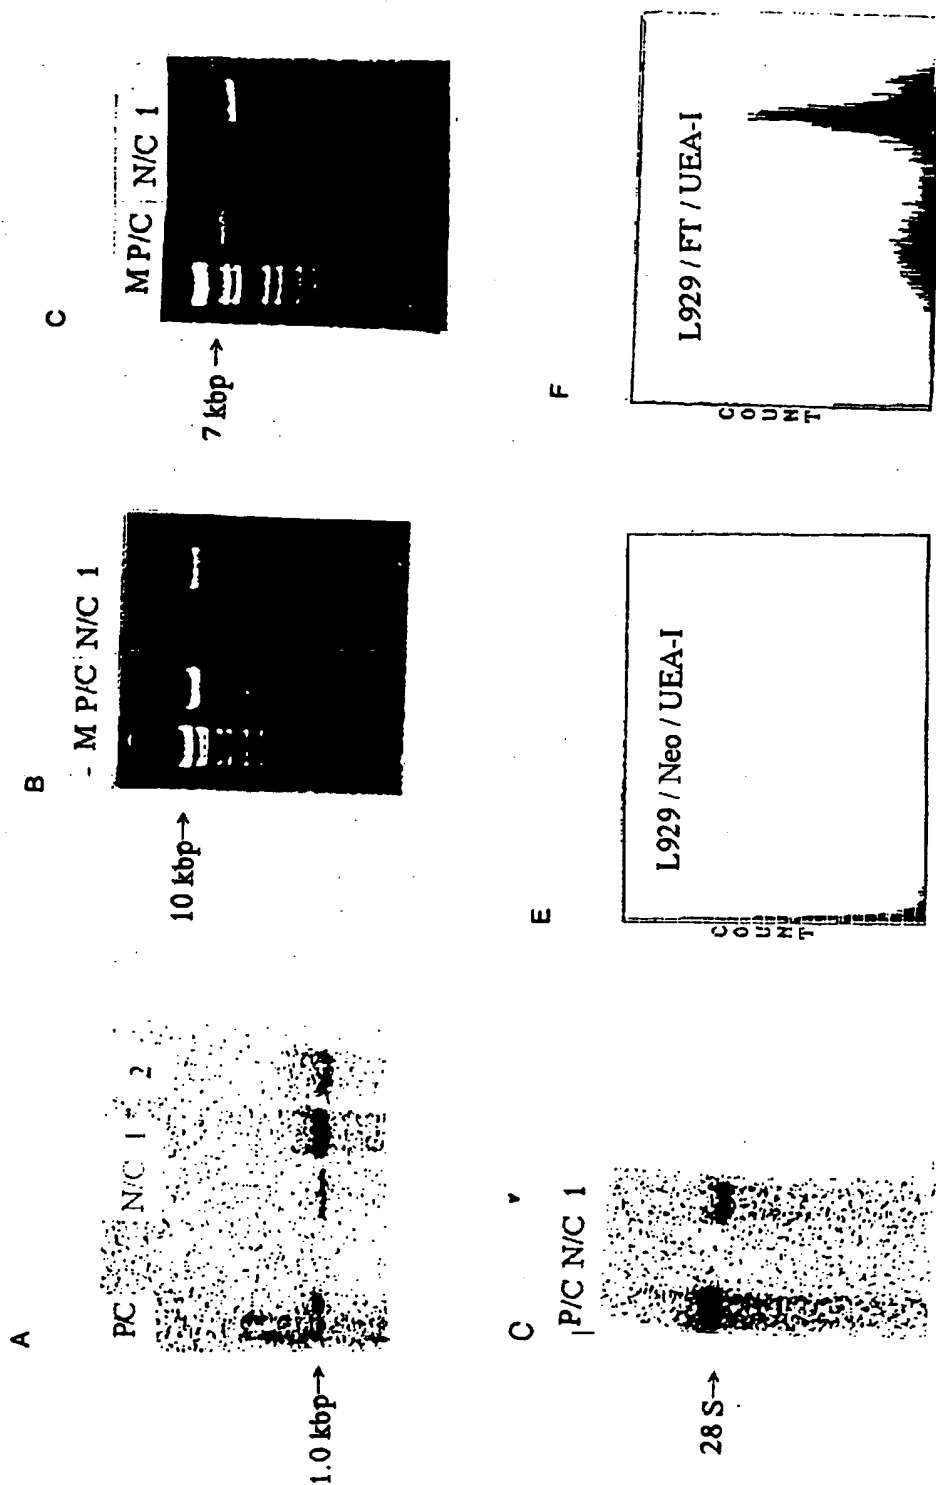 A
PC N/C 1 2
1.0 kbp→
B
- M P/C N/C 1
10 kbp→
C
M P/C N/C 1
7 kbp→
C
P/C N/C 1
28 S→
E
L929 / Neo / UEA-I
COUNT
F
L929 / FT / UEA-I
COUNT